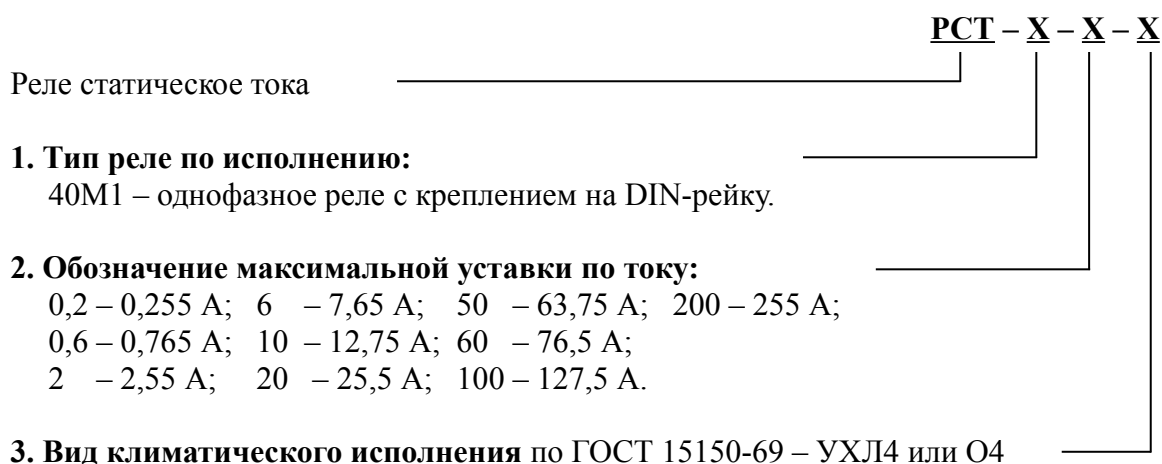 РСТ – Х – Х – Х
Реле статическое тока
1. Тип реле по исполнению:
40М1 – однофазное реле с креплением на DIN-рейку.
2. Обозначение максимальной уставки по току:
0,2 – 0,255 А; 6 – 7,65 А; 50 – 63,75 А; 200 – 255 А;
0,6 – 0,765 А; 10 – 12,75 А; 60 – 76,5 А;
2 – 2,55 А; 20 – 25,5 А; 100 – 127,5 А.
3. Вид климатического исполнения по ГОСТ 15150-69 – УХЛ4 или О4